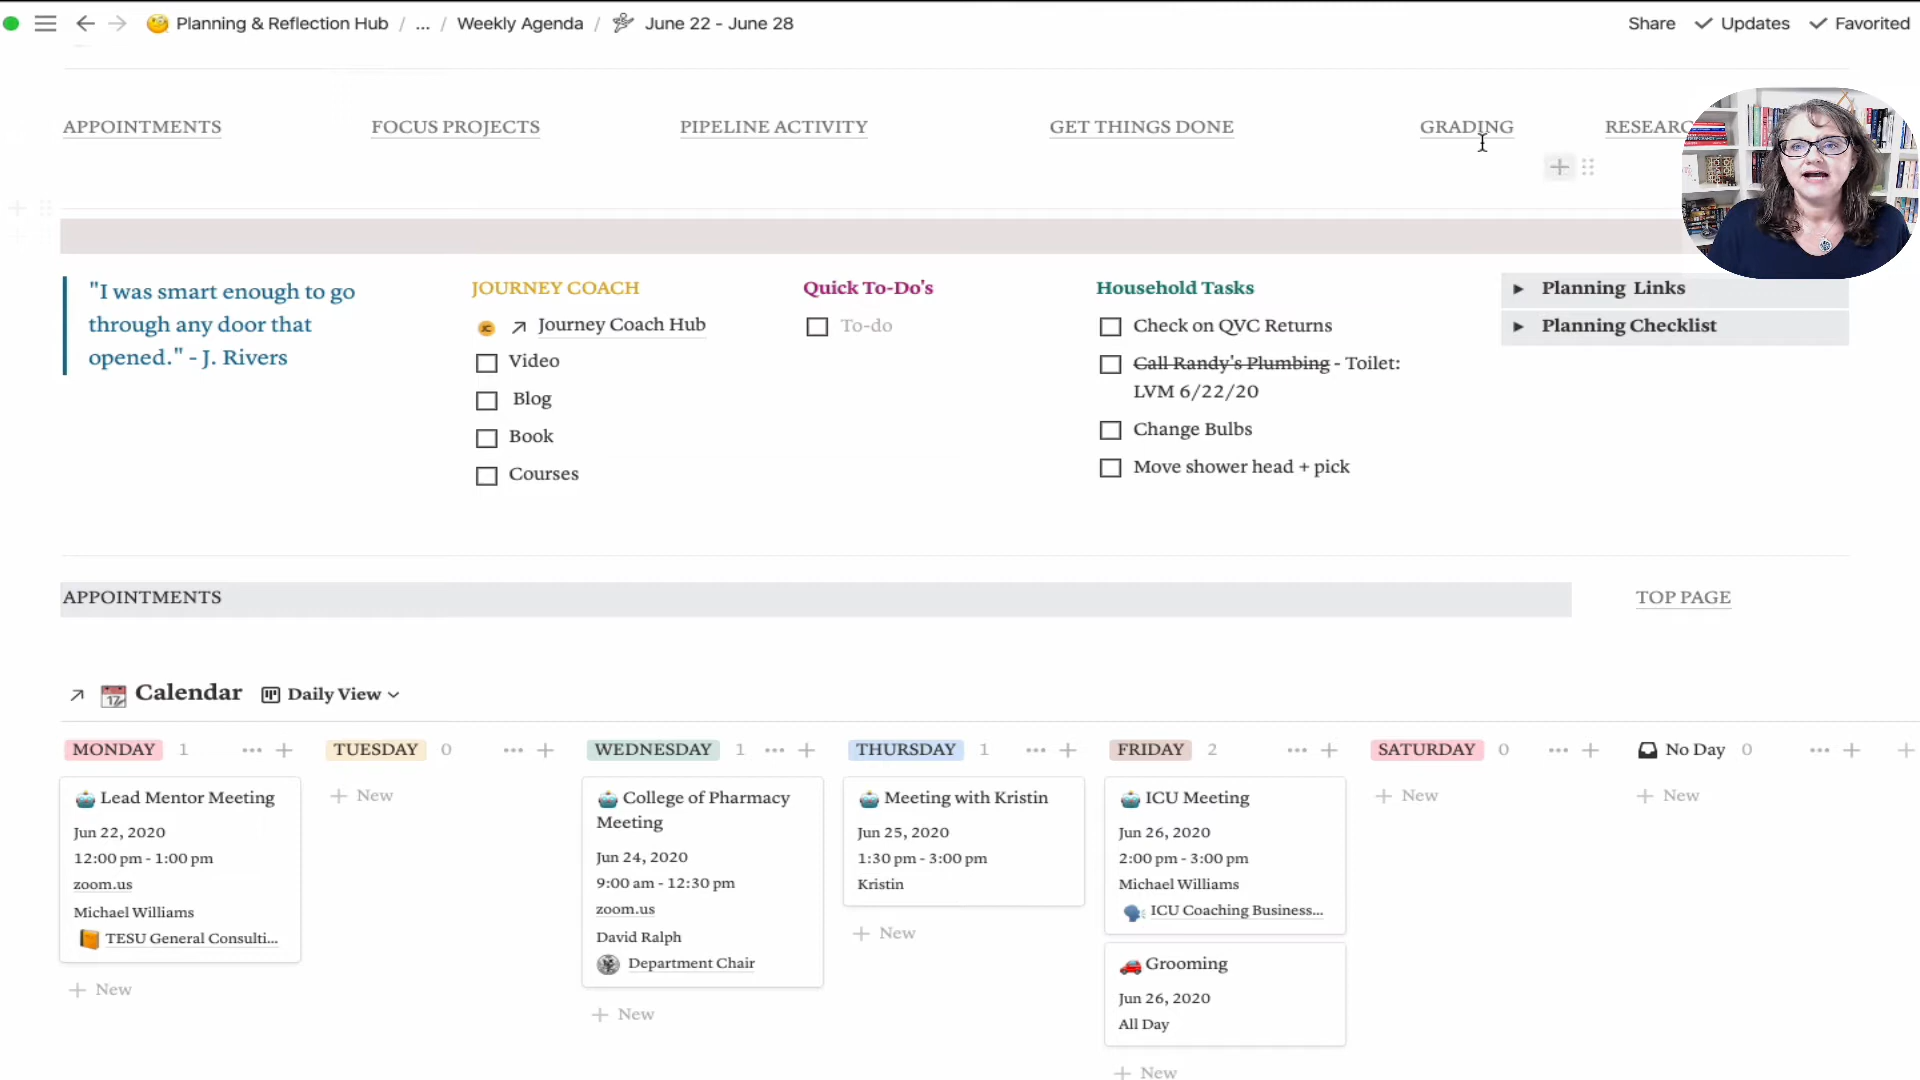 Planning & Reflection Hub / ... / Weekly Agenda / June 22 - June 28
Share Updates Favorited
APPOINTMENTS FOCUS PROJECTS PIPELINE ACTIVITY GET THINGS DONE GRADING
"I was smart enough to go
through any door that
opened." - J. Rivers
JOURNEY COACH
Journey Coach Hub
Video
Blog
Book
Courses
Quick To-Do's
To-do
Household Tasks
Check on QVC Returns
Call Randy's Plumbing - Toilet:
LVM 6/22/20
Change Bulbs
Move shower head + pick
Planning Links
Planning Checklist
APPOINTMENTS
TOP PAGE
Calendar Daily View
MONDAY 1
Lead Mentor Meeting
Jun 22, 2020
12:00 pm - 1:00 pm
zoom.us
Michael Williams
TESU General Consulti...
New
TUESDAY 0
New
WEDNESDAY 1
College of Pharmacy
Meeting
Jun 24, 2020
9:00 am - 12:30 pm
zoom.us
David Ralph
Department Chair
New
THURSDAY 1
Meeting with Kristin
Jun 25, 2020
1:30 pm - 3:00 pm
Kristin
New
FRIDAY 2
ICU Meeting
Jun 26, 2020
2:00 pm - 3:00 pm
Michael Williams
ICU Coaching Business...
Grooming
Jun 26, 2020
All Day
New
SATURDAY 0
New
No Day 0
New